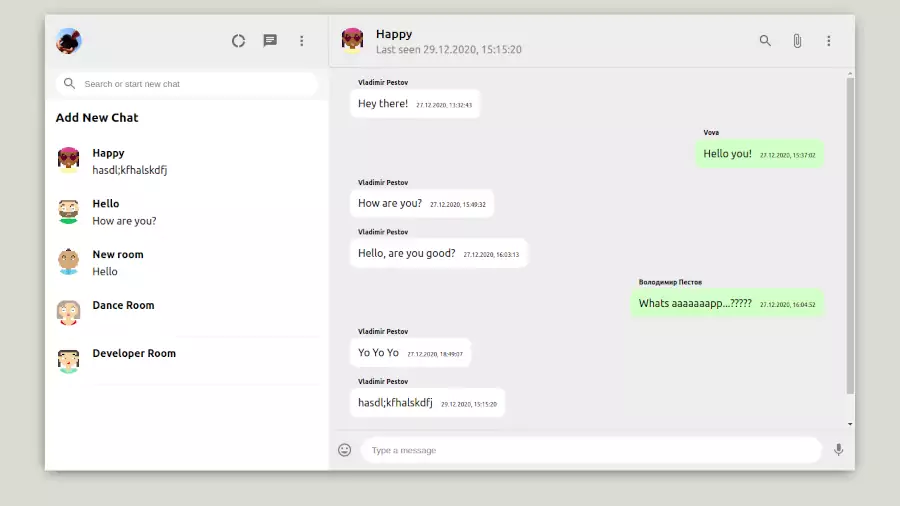 Happy
Last seen 29.12.2020, 15:15:20
Search or start new chat
Add New Chat
Happy
hasdl;kfhalskdfj
Hello
How are you?
New room
Hello
Dance Room
Developer Room
Vladimir Pestov
Hey there! 27.12.2020, 13:32:43
Vova
Hello you! 27.12.2020, 15:37:02
Vladimir Pestov
How are you? 27.12.2020, 15:49:32
Vladimir Pestov
Hello, are you good? 27.12.2020, 16:03:13
Володимир Пестов
Whats aaaaaaapp...????? 27.12.2020, 16:04:52
Vladimir Pestov
Yo Yo Yo 27.12.2020, 18:49:07
Vladimir Pestov
hasdl;kfhalskdfj 29.12.2020, 15:15:20
Type a message